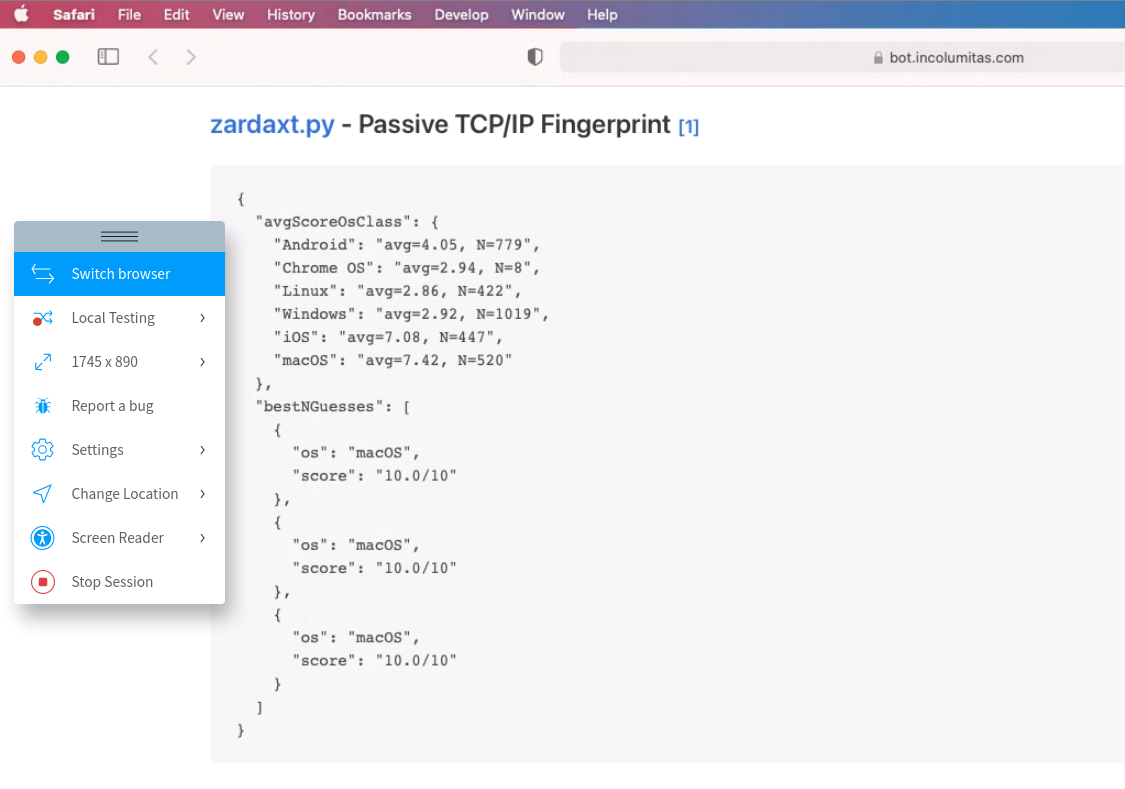 Safari File Edit View History Bookmarks Develop Window Help
bot.incolumitas.com
zardaxt.py - Passive TCP/IP Fingerprint [1]
{
"avgScoreOsClass": {
"Android": "avg=4.05, N=779",
"Chrome OS": "avg=2.94, N=8",
"Linux": "avg=2.86, N=422",
"Windows": "avg=2.92, N=1019",
"iOS": "avg=7.08, N=447",
"macOS": "avg=7.42, N=520"
},
"bestNGuesses": [
{
"os": "macOS",
"score": "10.0/10"
},
{
"os": "macOS",
"score": "10.0/10"
},
{
"os": "macOS",
"score": "10.0/10"
}
]
}
Switch browser
Local Testing
1745 x 890
Report a bug
Settings
Change Location
Screen Reader
Stop Session